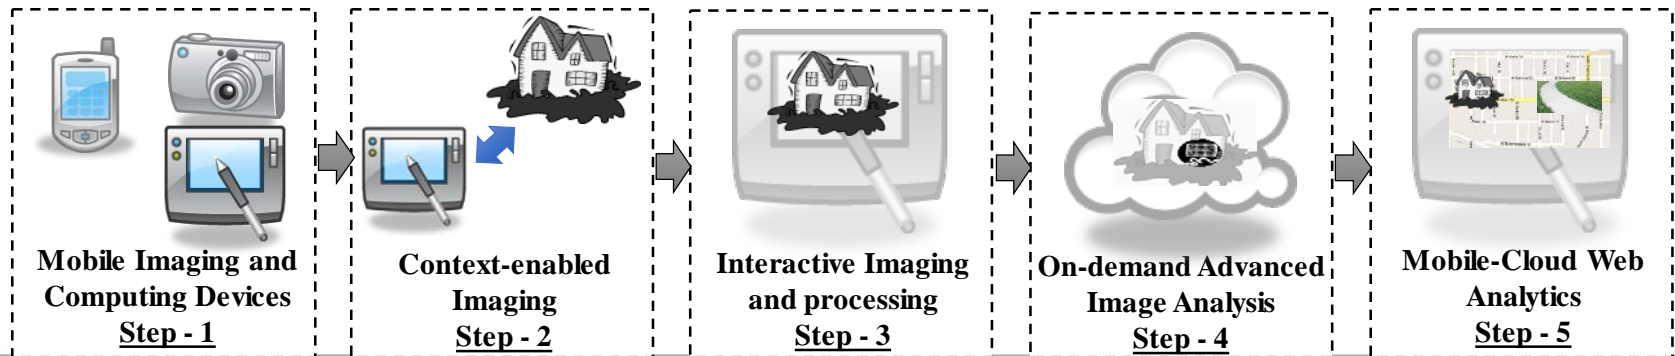 Mobile Imaging and
Computing Devices
Step - 1
Context-enabled
Imaging
Step - 2
Interactive Imaging
and processing
Step - 3
On-demand Advanced
Image Analysis
Step - 4
Mobile-Cloud Web
Analytics
Step - 5